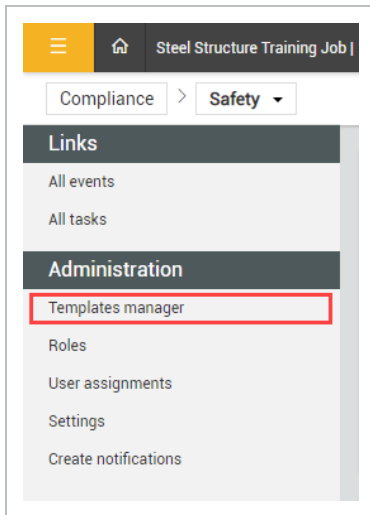 Steel Structure Training Job |
Compliance > Safety
Links
All events
All tasks
Administration
Templates manager
Roles
User assignments
Settings
Create notifications